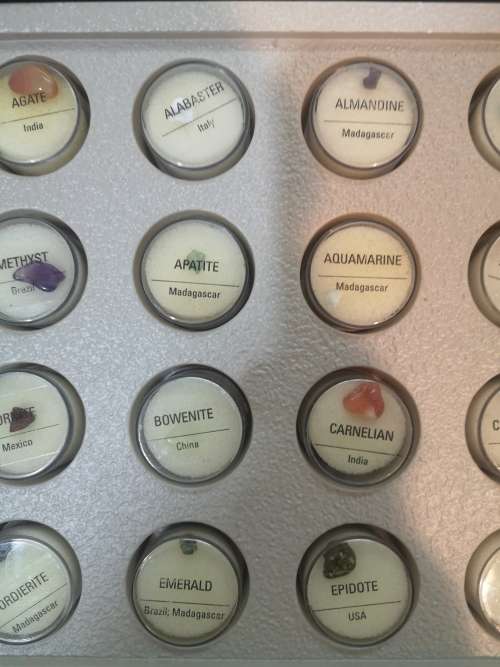 AGATE
India
ALABASTER
Italy
ALMANDINE
Madagascar
METHYST
Brazil
APATITE
Madagascar
AQUAMARINE
Madagascar
Mexico
BOWENITE
China
CARNELIAN
India
C
ORDIERITE
Madagascar
EMERALD
Brazil; Madagascar
EPIDOTE
USA